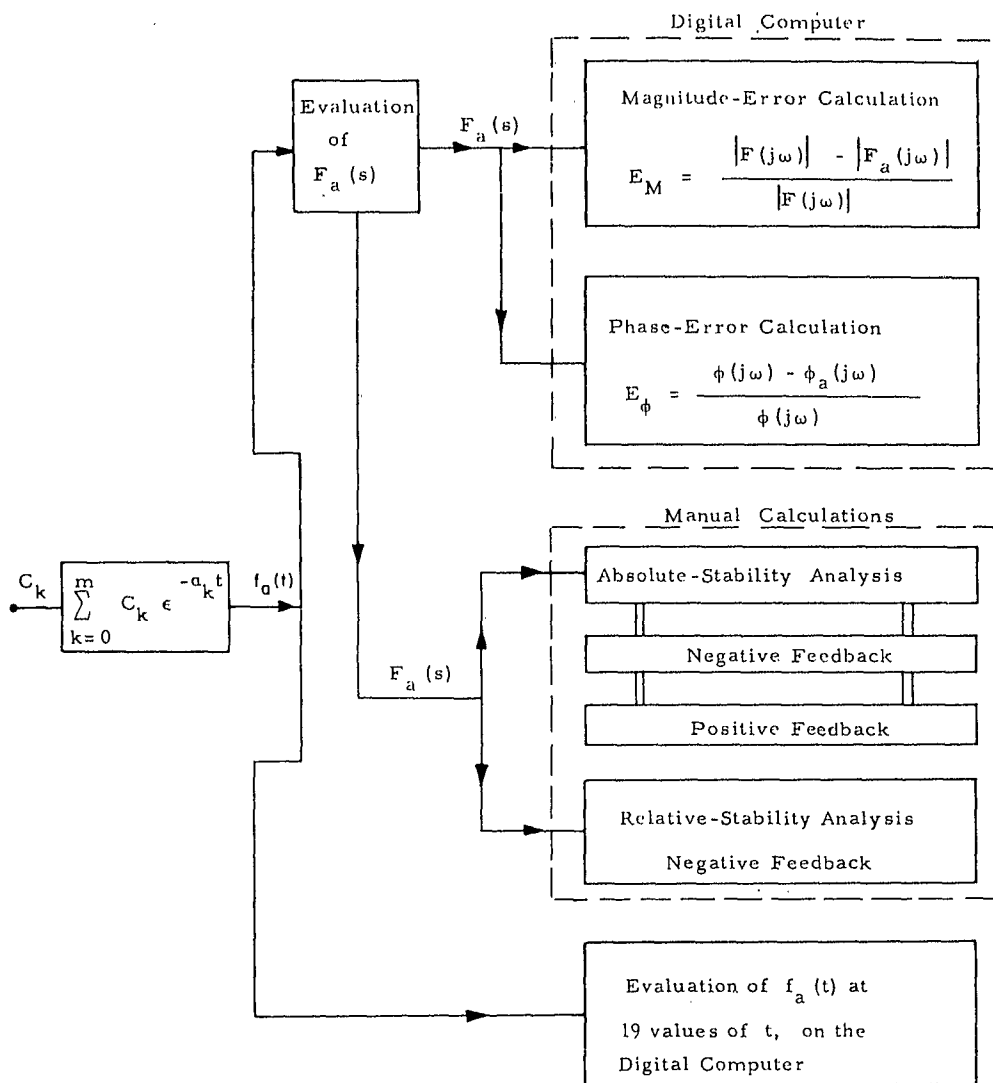 Digital Computer
Evaluation
of
F_a (s)
F_a (s)
Magnitude-Error Calculation
E_M = (|F(jω)| - |F_a(jω)|) / |F(jω)|
Phase-Error Calculation
E_ϕ = (ϕ(jω) - ϕ_a(jω)) / ϕ(jω)
Manual Calculations
C_k
m
∑ C_k ϵ^{-a_k t}
k=0
f_a(t)
Absolute-Stability Analysis
Negative Feedback
Positive Feedback
F_a (s)
Relative-Stability Analysis
Negative Feedback
Evaluation of f_a (t) at
19 values of t, on the
Digital Computer